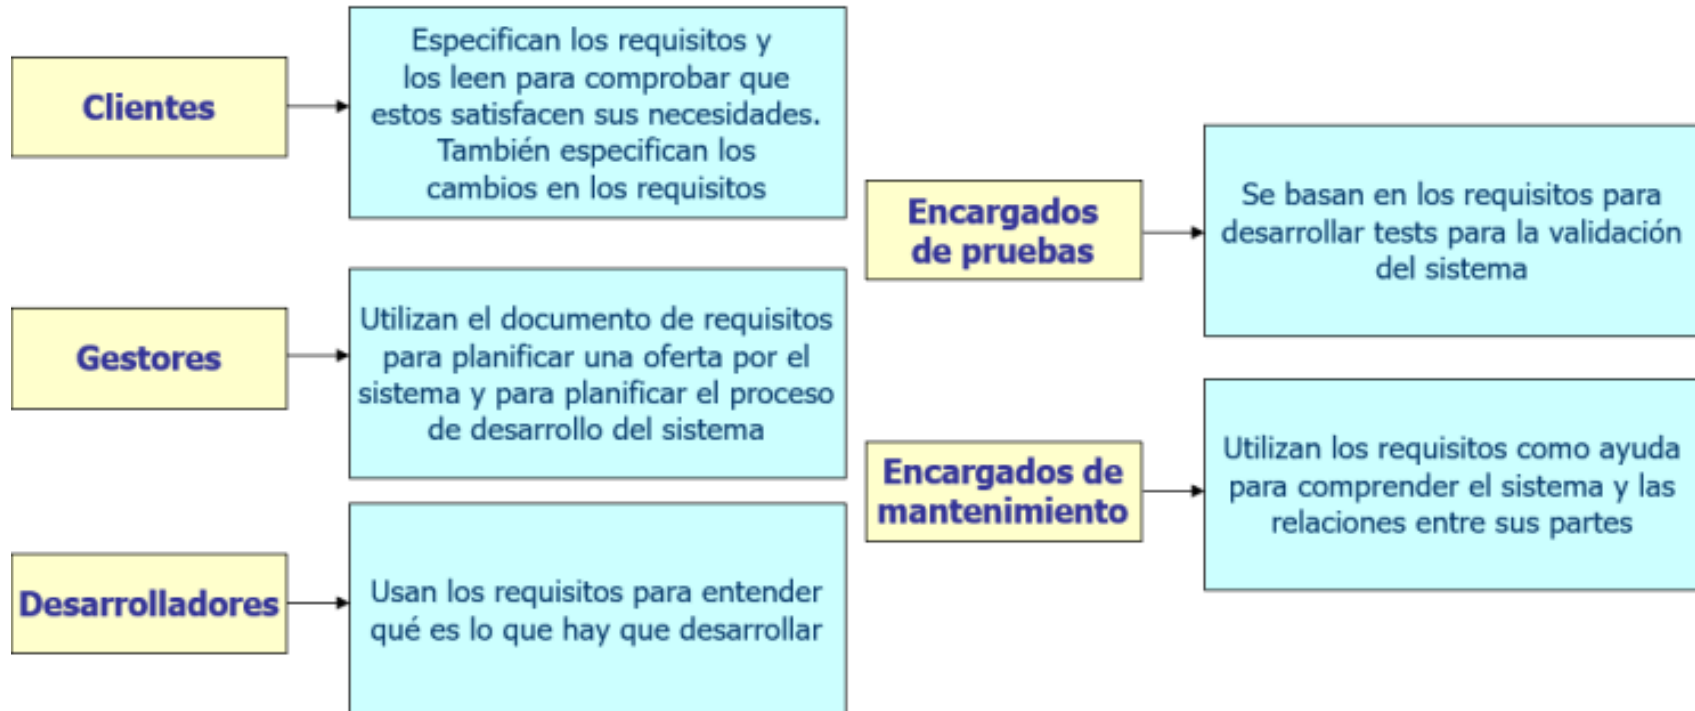 Clientes
Especifican los requisitos y
los leen para comprobar que
estos satisfacen sus necesidades.
También especifican los
cambios en los requisitos
Gestores
Utilizan el documento de requisitos
para planificar una oferta por el
sistema y para planificar el proceso
de desarrollo del sistema
Desarrolladores
Usan los requisitos para entender
qué es lo que hay que desarrollar
Encargados
de pruebas
Se basan en los requisitos para
desarrollar tests para la validación
del sistema
Encargados de
mantenimiento
Utilizan los requisitos como ayuda
para comprender el sistema y las
relaciones entre sus partes